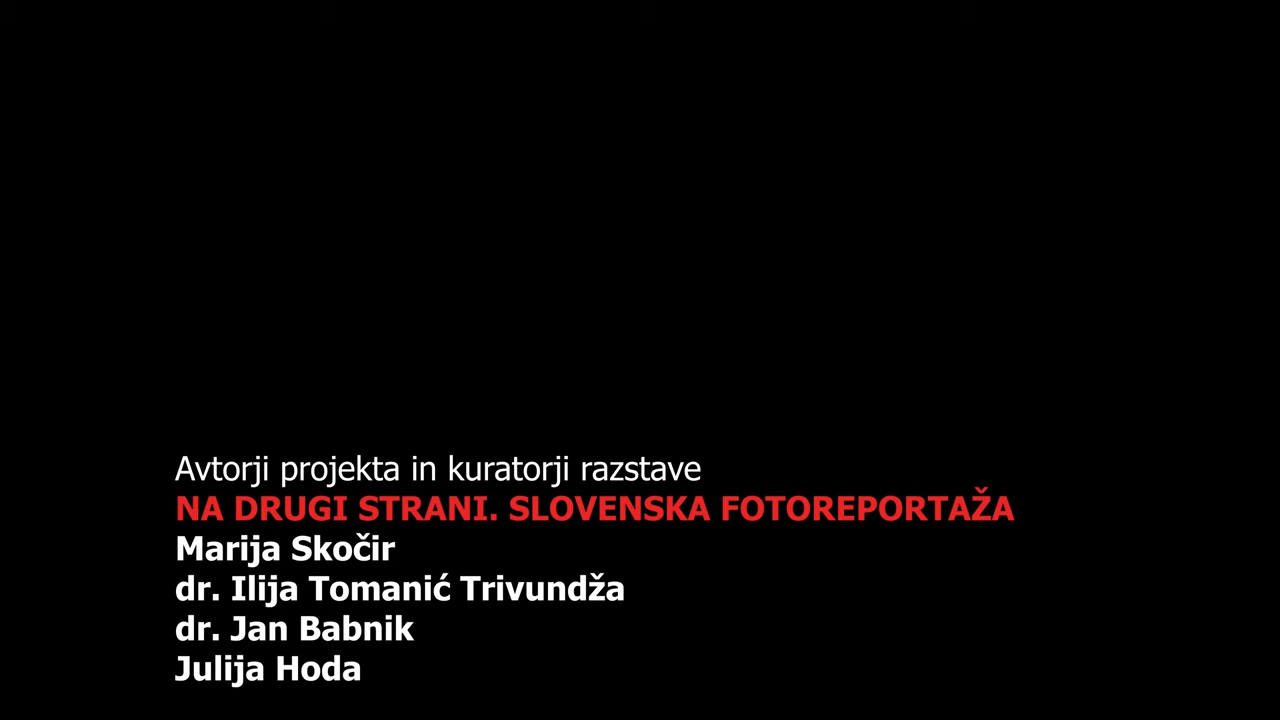 Avtorji projekta in kuratorji razstave
NA DRUGI STRANI. SLOVENSKA FOTOREPORTAŽA
Marija Skočir
dr. Ilija Tomanić Trivundža
dr. Jan Babnik
Julija Hoda